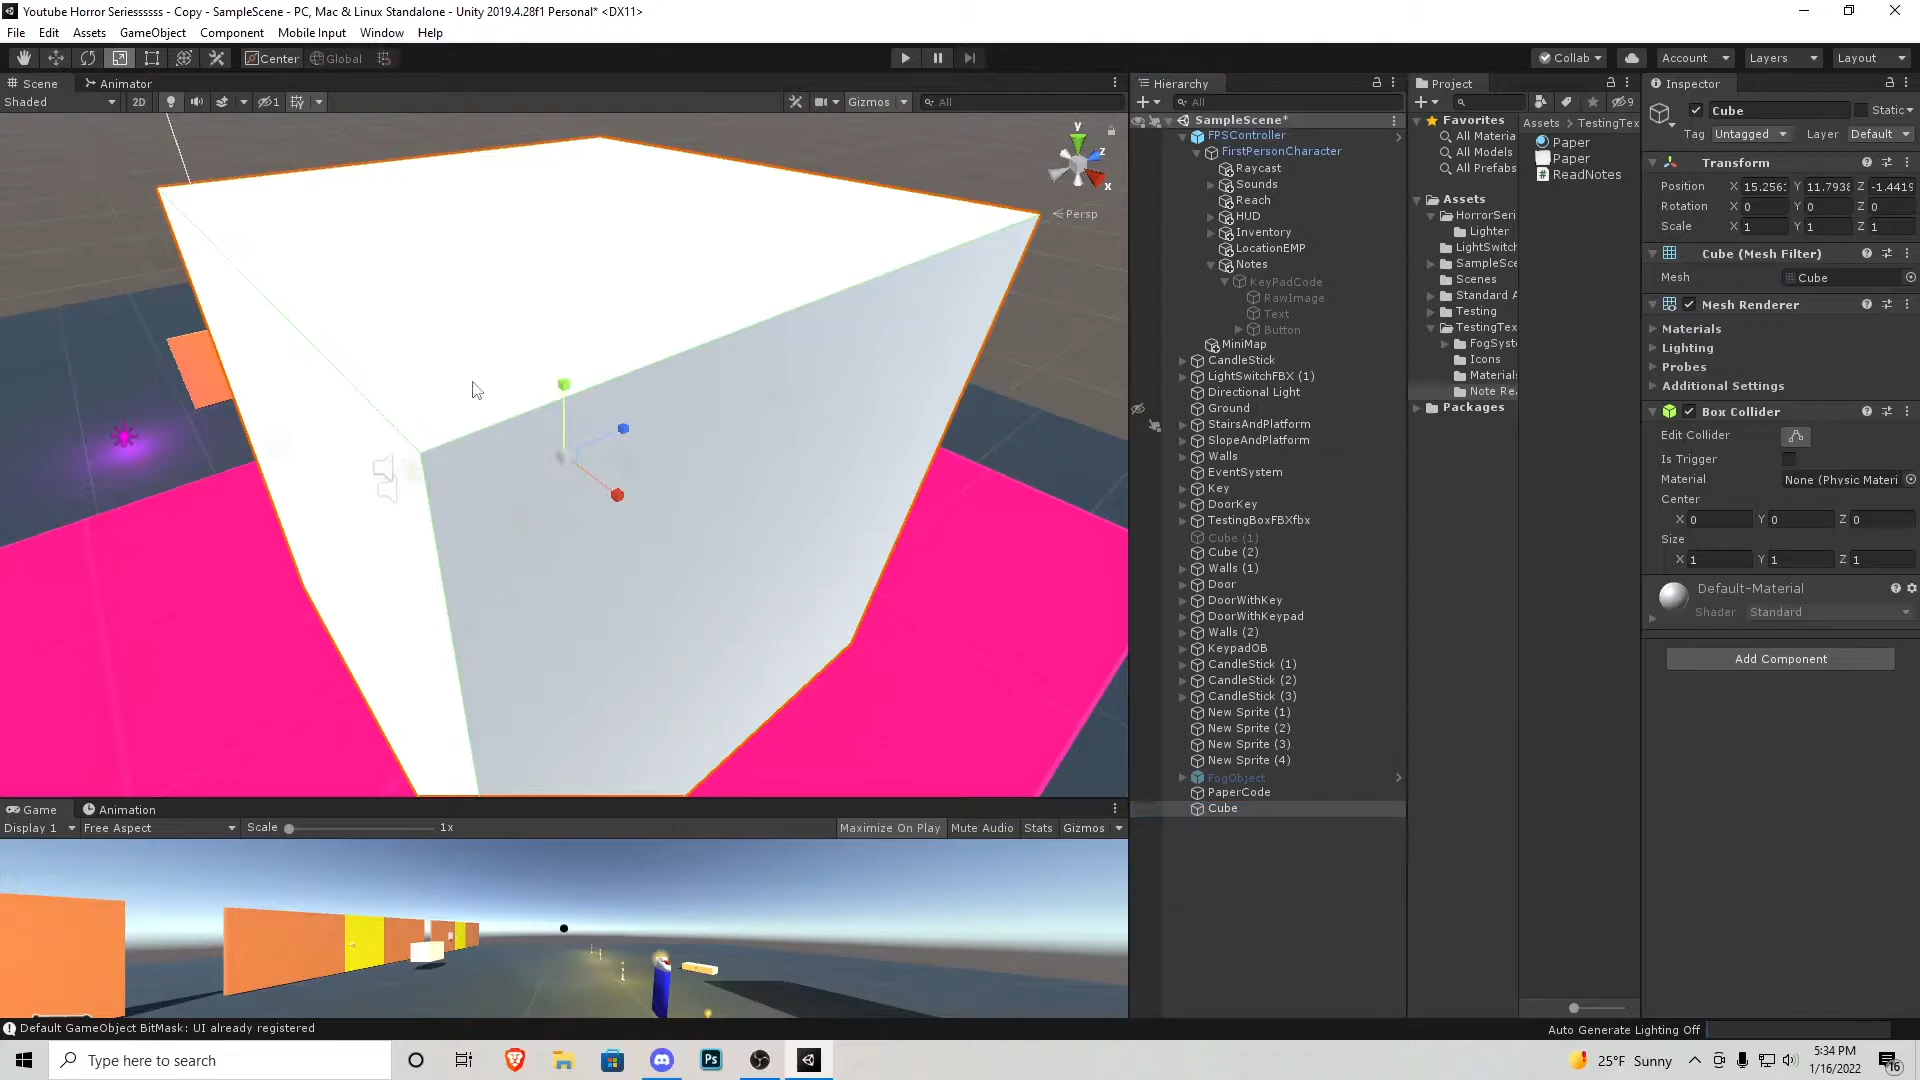 Youtube Horror Seriesssss - Copy - SampleScene - PC, Mac & Linux Standalone - Unity 2019.4.28f1 Personal* <DX11>
File Edit Assets GameObject Component Mobile Input Window Help
Center Global Collab Account Layers Layout
Scene Animator
Shaded 2D 1 Gizmos All
y
z
x
Persp
Game Animation
Display 1 Free Aspect Scale 1x Maximize On Play Mute Audio Stats Gizmos
Hierarchy
All
SampleScene*
FPSController
FirstPersonCharacter
Raycast
Sounds
Reach
HUD
Inventory
LocationEMP
Notes
KeyPadCode
RawImage
Text
Button
MiniMap
CandleStick
LightSwitchFBX (1)
Directional Light
Ground
StairsAndPlatform
SlopeAndPlatform
Walls
EventSystem
Key
DoorKey
TestingBoxFBXfbx
Cube (1)
Cube (2)
Walls (1)
Door
DoorWithKey
DoorWithKeypad
Walls (2)
KeypadOB
CandleStick (1)
CandleStick (2)
CandleStick (3)
New Sprite (1)
New Sprite (2)
New Sprite (3)
New Sprite (4)
FogObject
PaperCode
Cube
Project
9
Favorites
All Materia
All Models
All Prefabs
Assets
HorrorSeri
Lighter
LightSwitch
SampleSce
Scenes
Standard A
Testing
TestingTex
FogSyst
Icons
Materials
Note Re
Packages
Assets > TestingTex
Paper
Paper
ReadNotes
Inspector
Cube Static
Tag Untagged Layer Default
Transform
Position X 15.256 Y 11.793 Z -1.4419
Rotation X 0 Y 0 Z 0
Scale X 1 Y 1 Z 1
Cube (Mesh Filter)
Mesh Cube
Mesh Renderer
Materials
Lighting
Probes
Additional Settings
Box Collider
Edit Collider
Is Trigger
Material None (Physic Materi
Center
X 0 Y 0 Z 0
Size
X 1 Y 1 Z 1
Default-Material
Shader Standard
Add Component
Default GameObject BitMask: UI already registered
Auto Generate Lighting Off
Type here to search
Ps
25°F Sunny
5:34 PM
1/16/2022
16